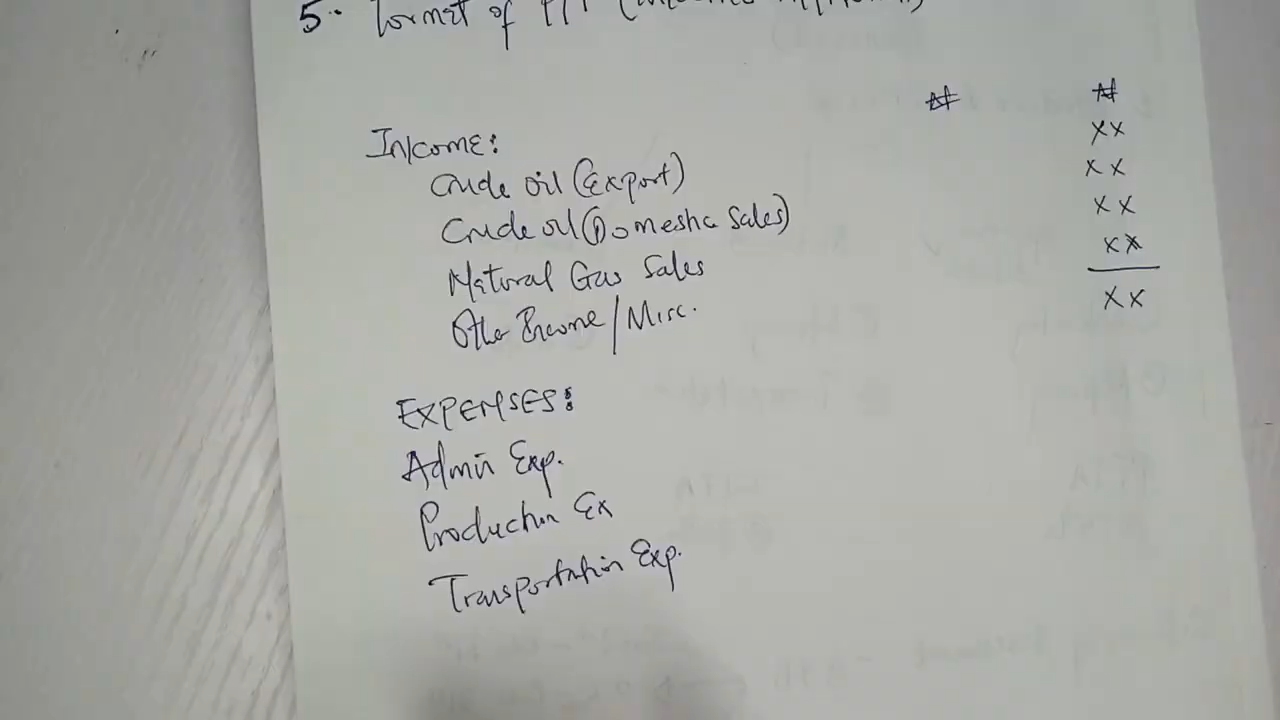 5. Format of PPT (
₦ ₦
Income: xx
Crude oil (Export) xx
Crude oil (Domestic Sales) xx
Natural Gas Sales xx
Other Income/Misc. xx
EXPENSES:
Admin Exp.
Production Ex
Transportation Exp.